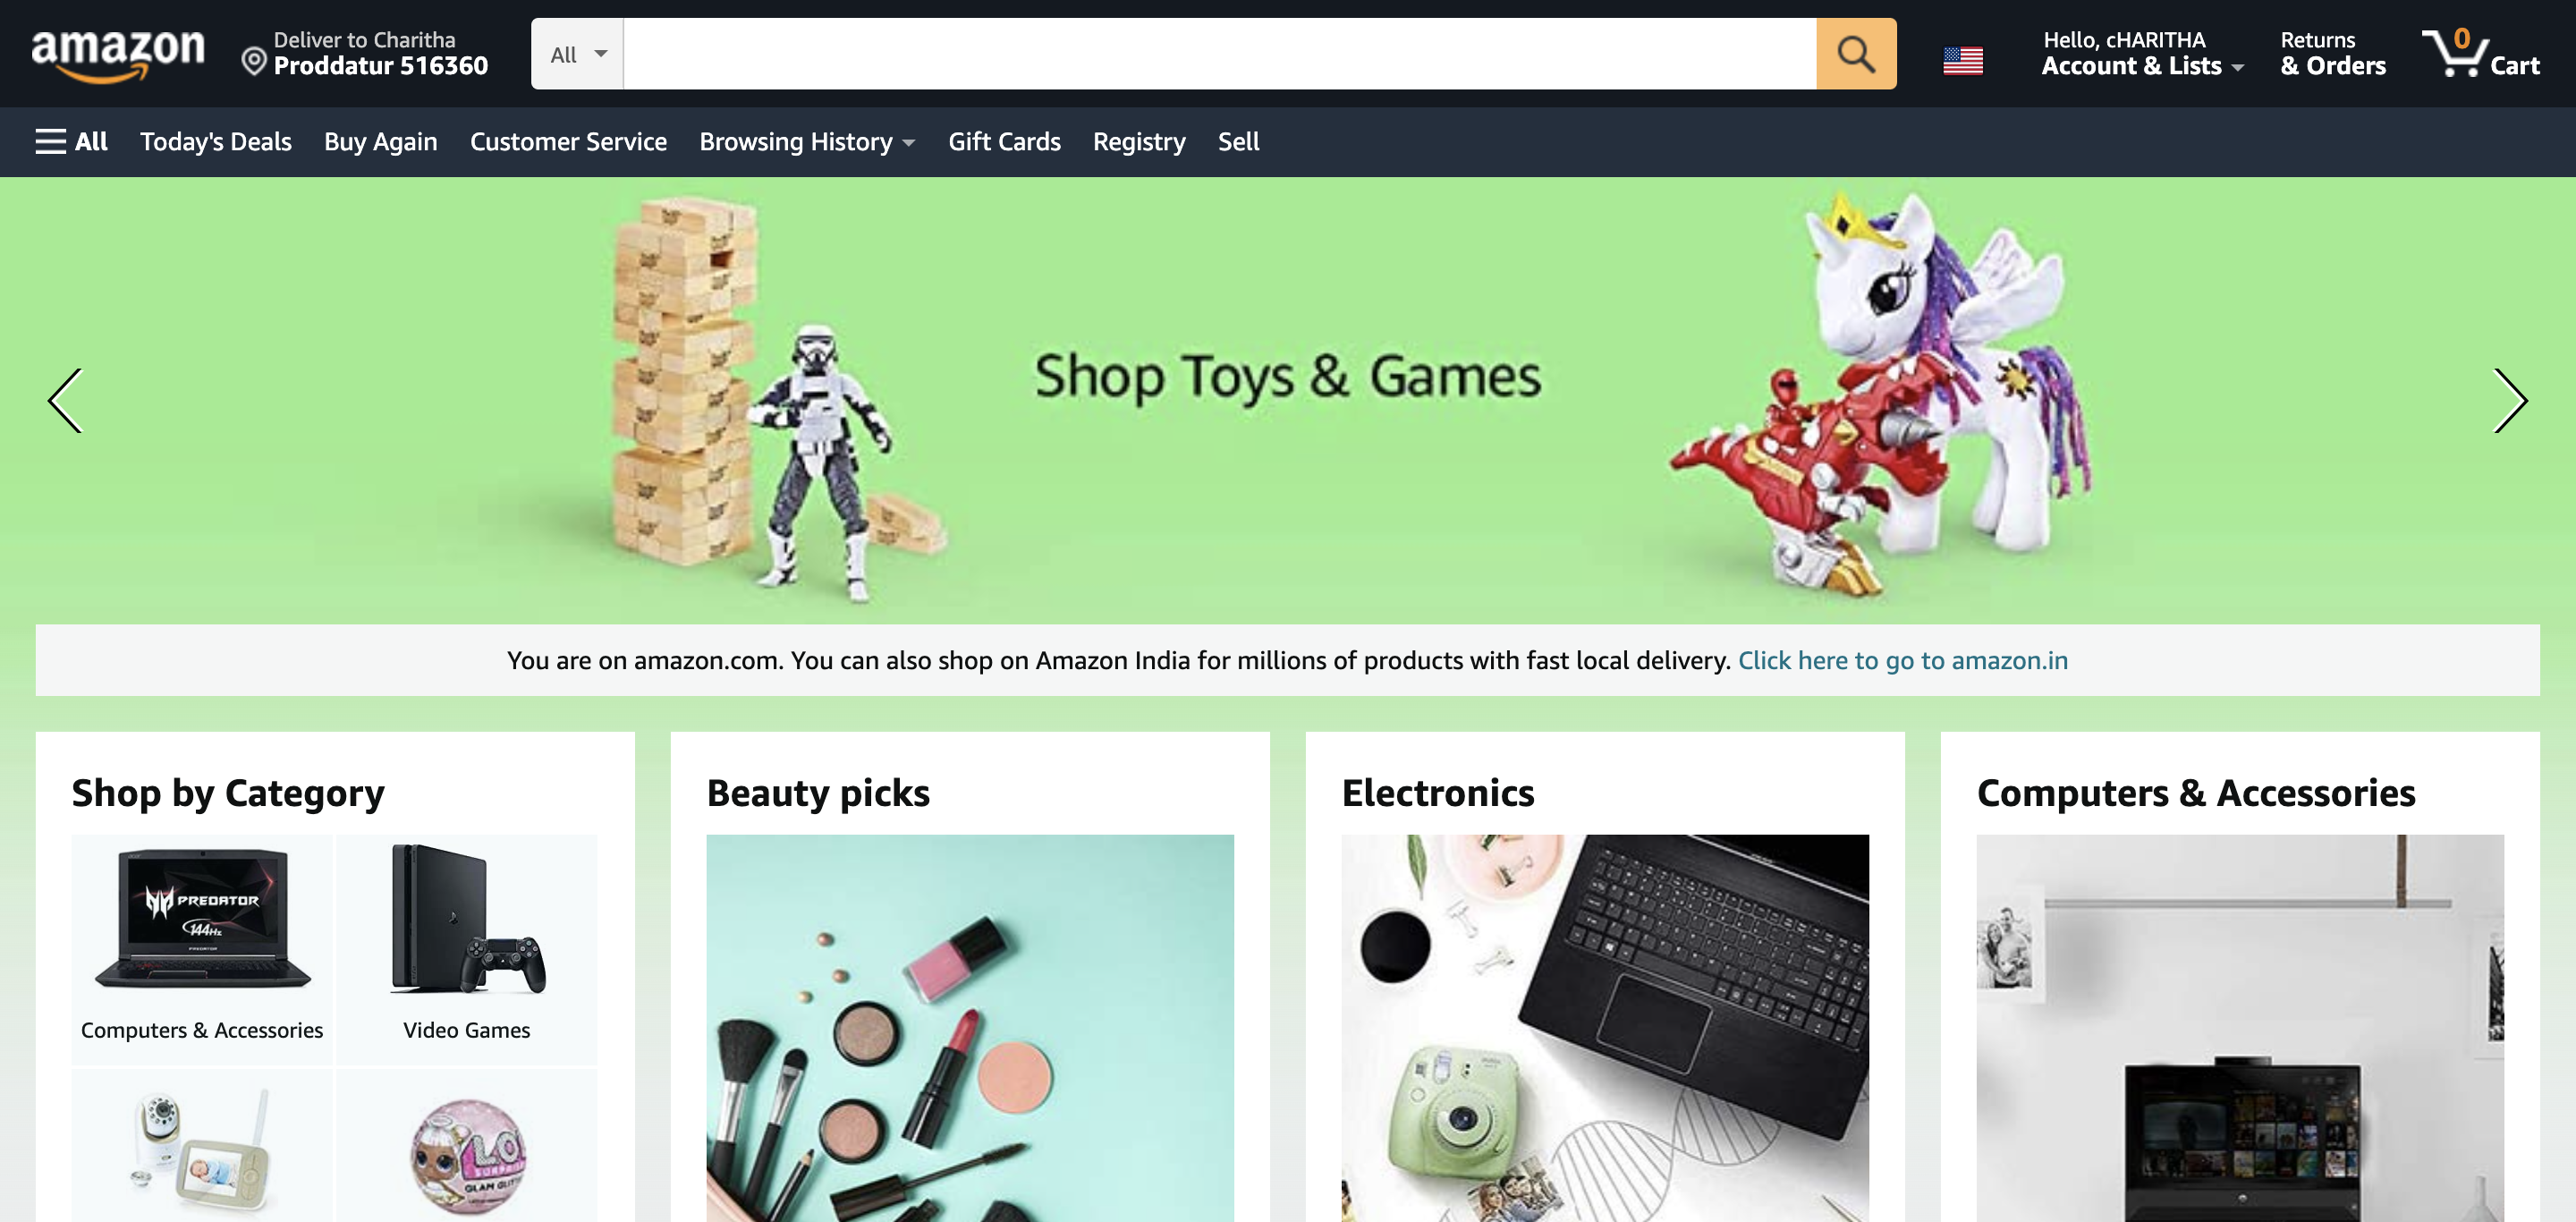 amazon
Deliver to Charitha
Proddatur 516360
All
Hello, cHARITHA
Account & Lists
Returns
& Orders
0
Cart
All
Today's Deals
Buy Again
Customer Service
Browsing History
Gift Cards
Registry
Sell
Shop Toys & Games
You are on amazon.com. You can also shop on Amazon India for millions of products with fast local delivery. Click here to go to amazon.in
Shop by Category
PREDATOR
144Hz
PREDATOR
Computers & Accessories
Video Games
SURPRISE
Beauty picks
Electronics
Computers & Accessories